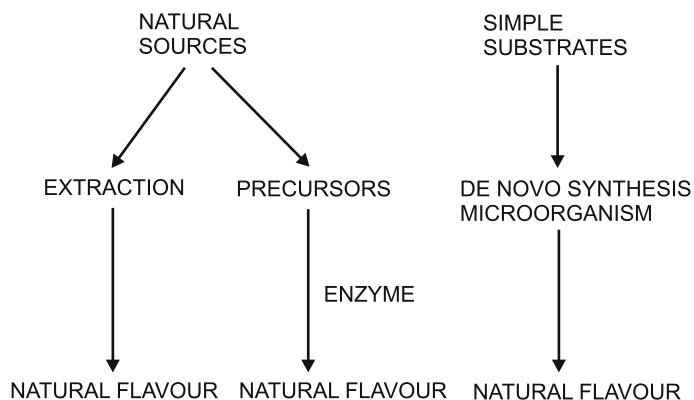 NATURAL
SOURCES
SIMPLE
SUBSTRATES
EXTRACTION
PRECURSORS
DE NOVO SYNTHESIS
MICROORGANISM
ENZYME
NATURAL FLAVOUR
NATURAL FLAVOUR
NATURAL FLAVOUR